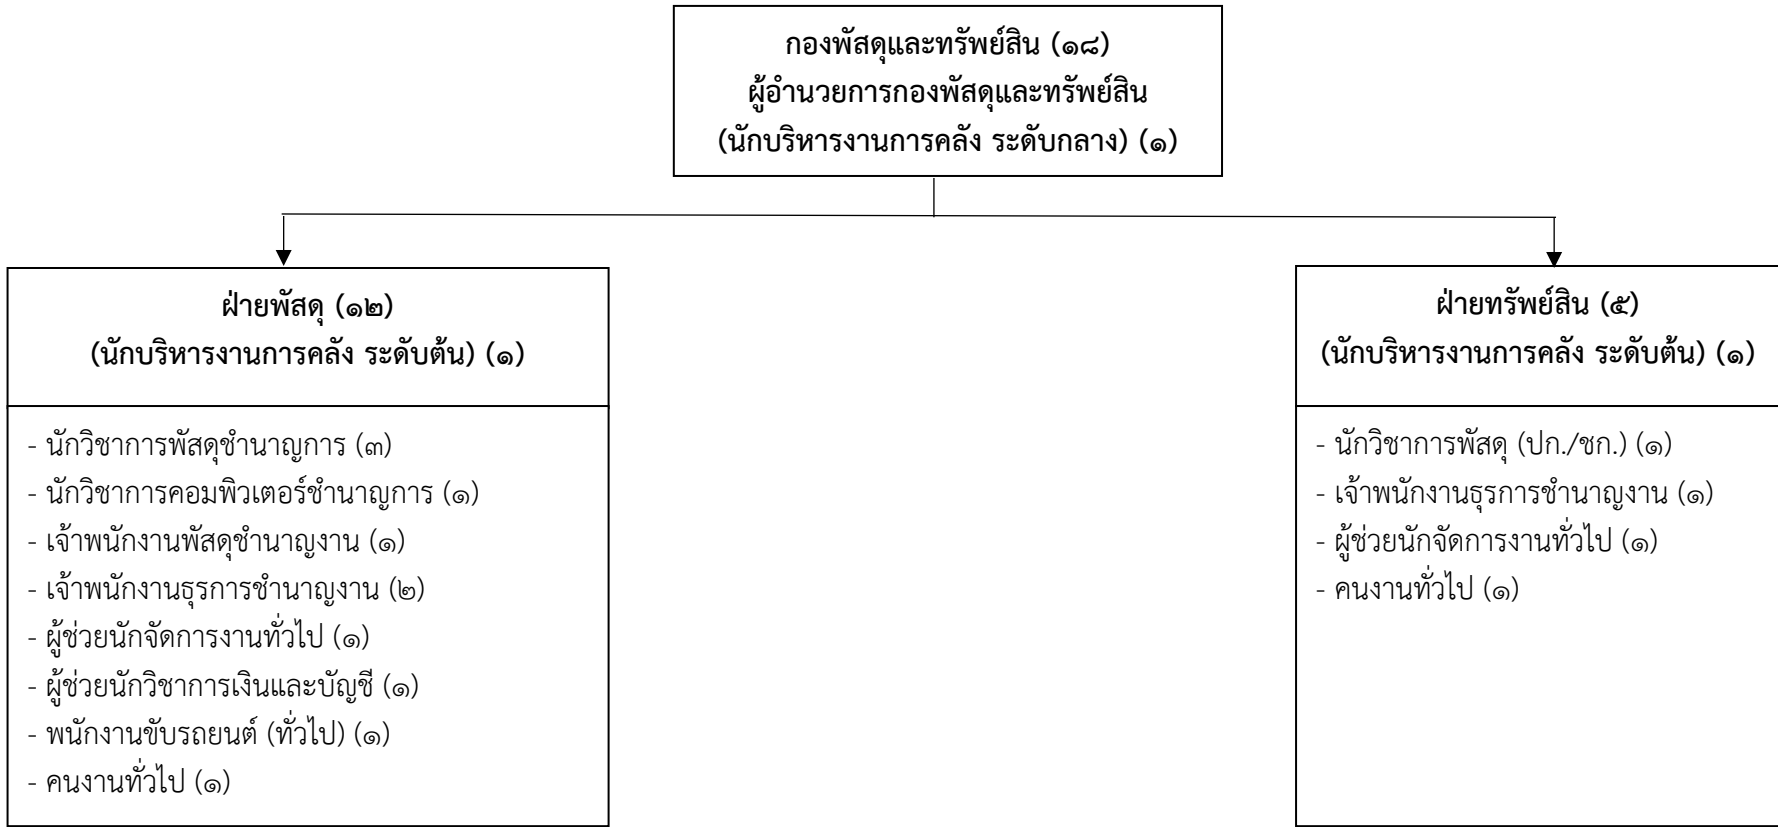 กองพัสดุและทรัพย์สิน (๑๘)
ผู้อำนวยการกองพัสดุและทรัพย์สิน
(นักบริหารงานการคลัง ระดับกลาง) (๑)
ฝ่ายพัสดุ (๑๒)
(นักบริหารงานการคลัง ระดับต้น) (๑)
- นักวิชาการพัสดุชำนาญการ (๓)
- นักวิชาการคอมพิวเตอร์ชำนาญการ (๑)
- เจ้าพนักงานพัสดุชำนาญงาน (๑)
- เจ้าพนักงานธุรการชำนาญงาน (๒)
- ผู้ช่วยนักจัดการงานทั่วไป (๑)
- ผู้ช่วยนักวิชาการเงินและบัญชี (๑)
- พนักงานขับรถยนต์ (ทั่วไป) (๑)
- คนงานทั่วไป (๑)
ฝ่ายทรัพย์สิน (๕)
(นักบริหารงานการคลัง ระดับต้น) (๑)
- นักวิชาการพัสดุ (ปก./ชก.) (๑)
- เจ้าพนักงานธุรการชำนาญงาน (๑)
- ผู้ช่วยนักจัดการงานทั่วไป (๑)
- คนงานทั่วไป (๑)